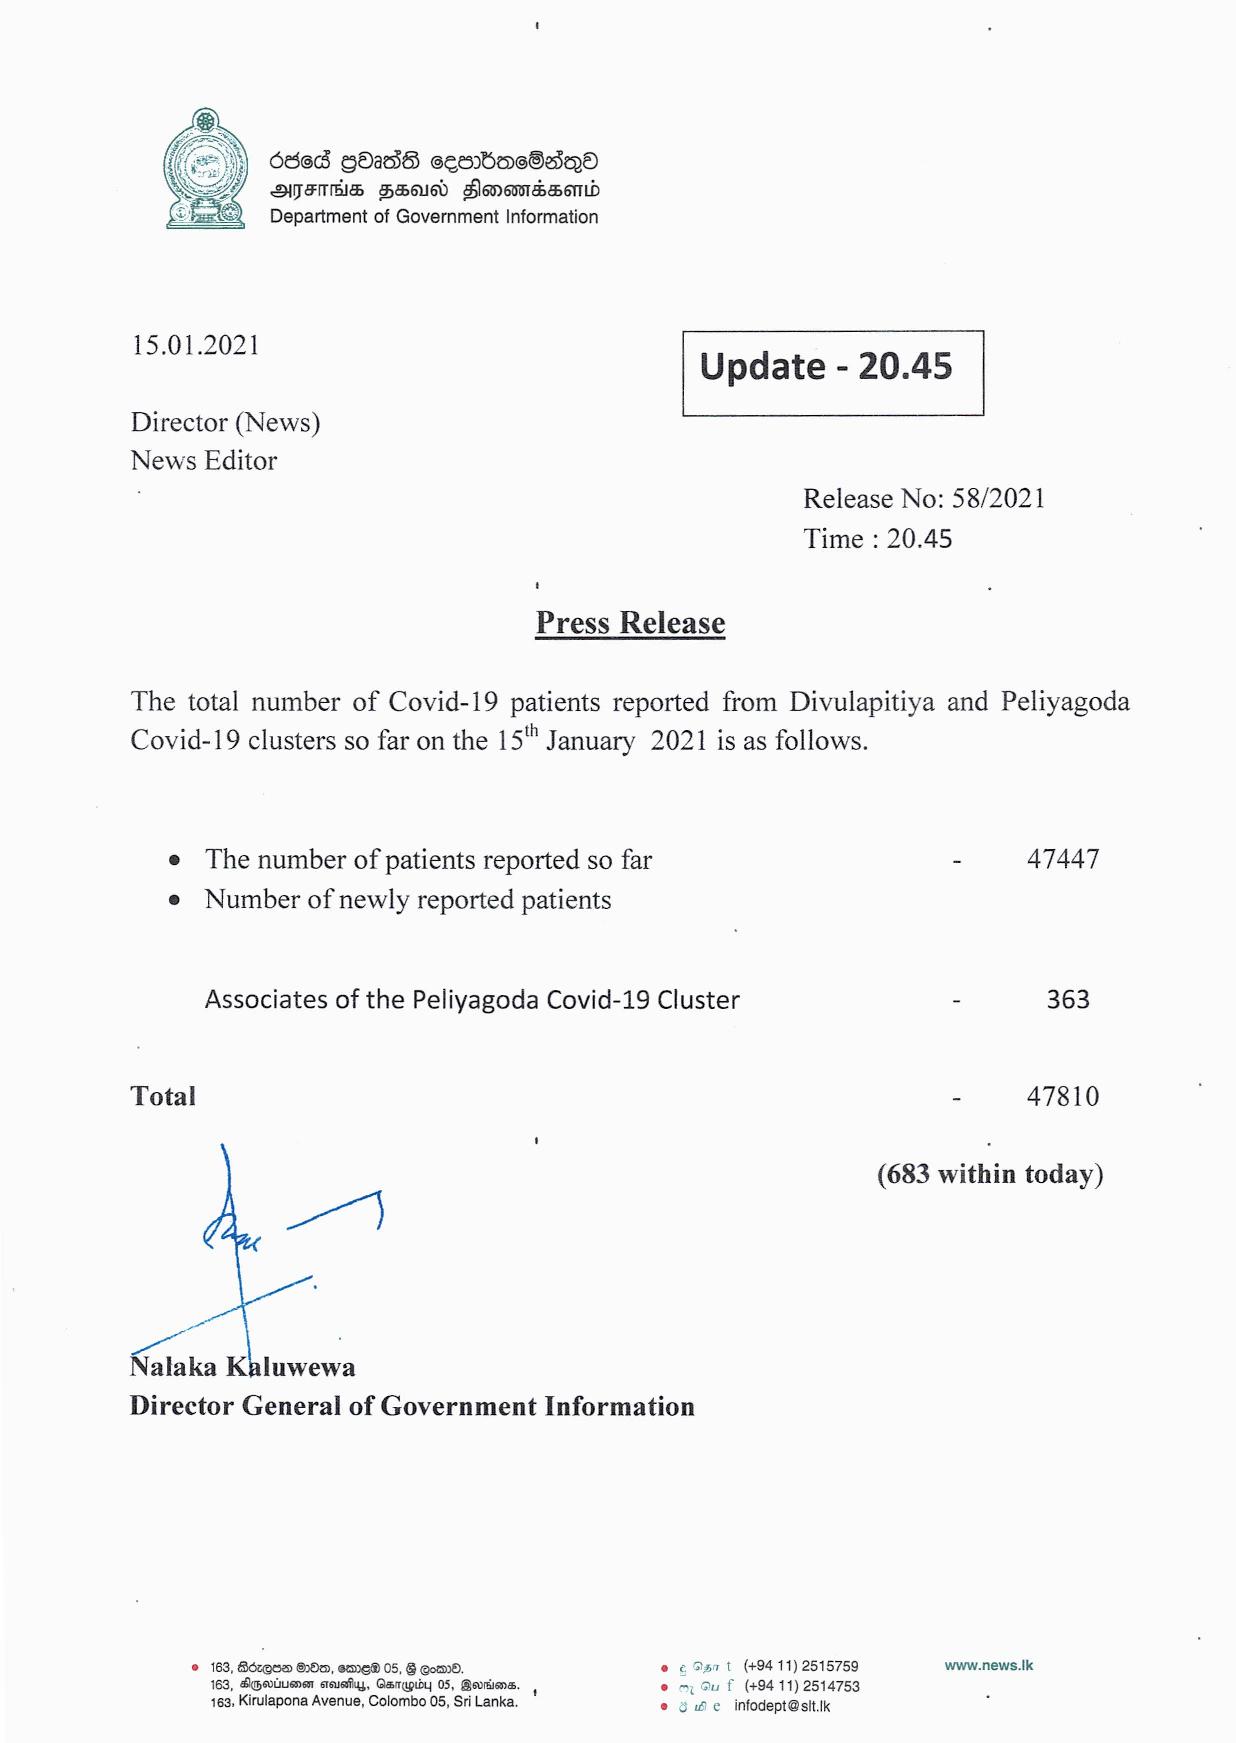 රජයේ ප්‍රවෘත්ති දෙපාර්තමේන්තුව
அரசாங்க தகவல் திணைக்களம்
Department of Government Information
15.01.2021
Update - 20.45
Director (News)
News Editor
Release No: 58/2021
Time : 20.45
Press Release
The total number of Covid-19 patients reported from Divulapitiya and Peliyagoda
Covid-19 clusters so far on the 15th January 2021 is as follows.
• The number of patients reported so far - 47447
• Number of newly reported patients
Associates of the Peliyagoda Covid-19 Cluster - 363
Total - 47810
(683 within today)
Nalaka Kaluwewa
Director General of Government Information
• 163, කිරුලපන මාවත, කොළඹ 05, ශ්‍රී ලංකාව.
163, கிருலப்பனை எவனியூ, கொழும்பு 05, இலங்கை.
163, Kirulapona Avenue, Colombo 05, Sri Lanka.
• දු தொ t (+94 11) 2515759
• ෆැ பெ f (+94 11) 2514753
• ඊ மி e infodept@slt.lk
www.news.lk